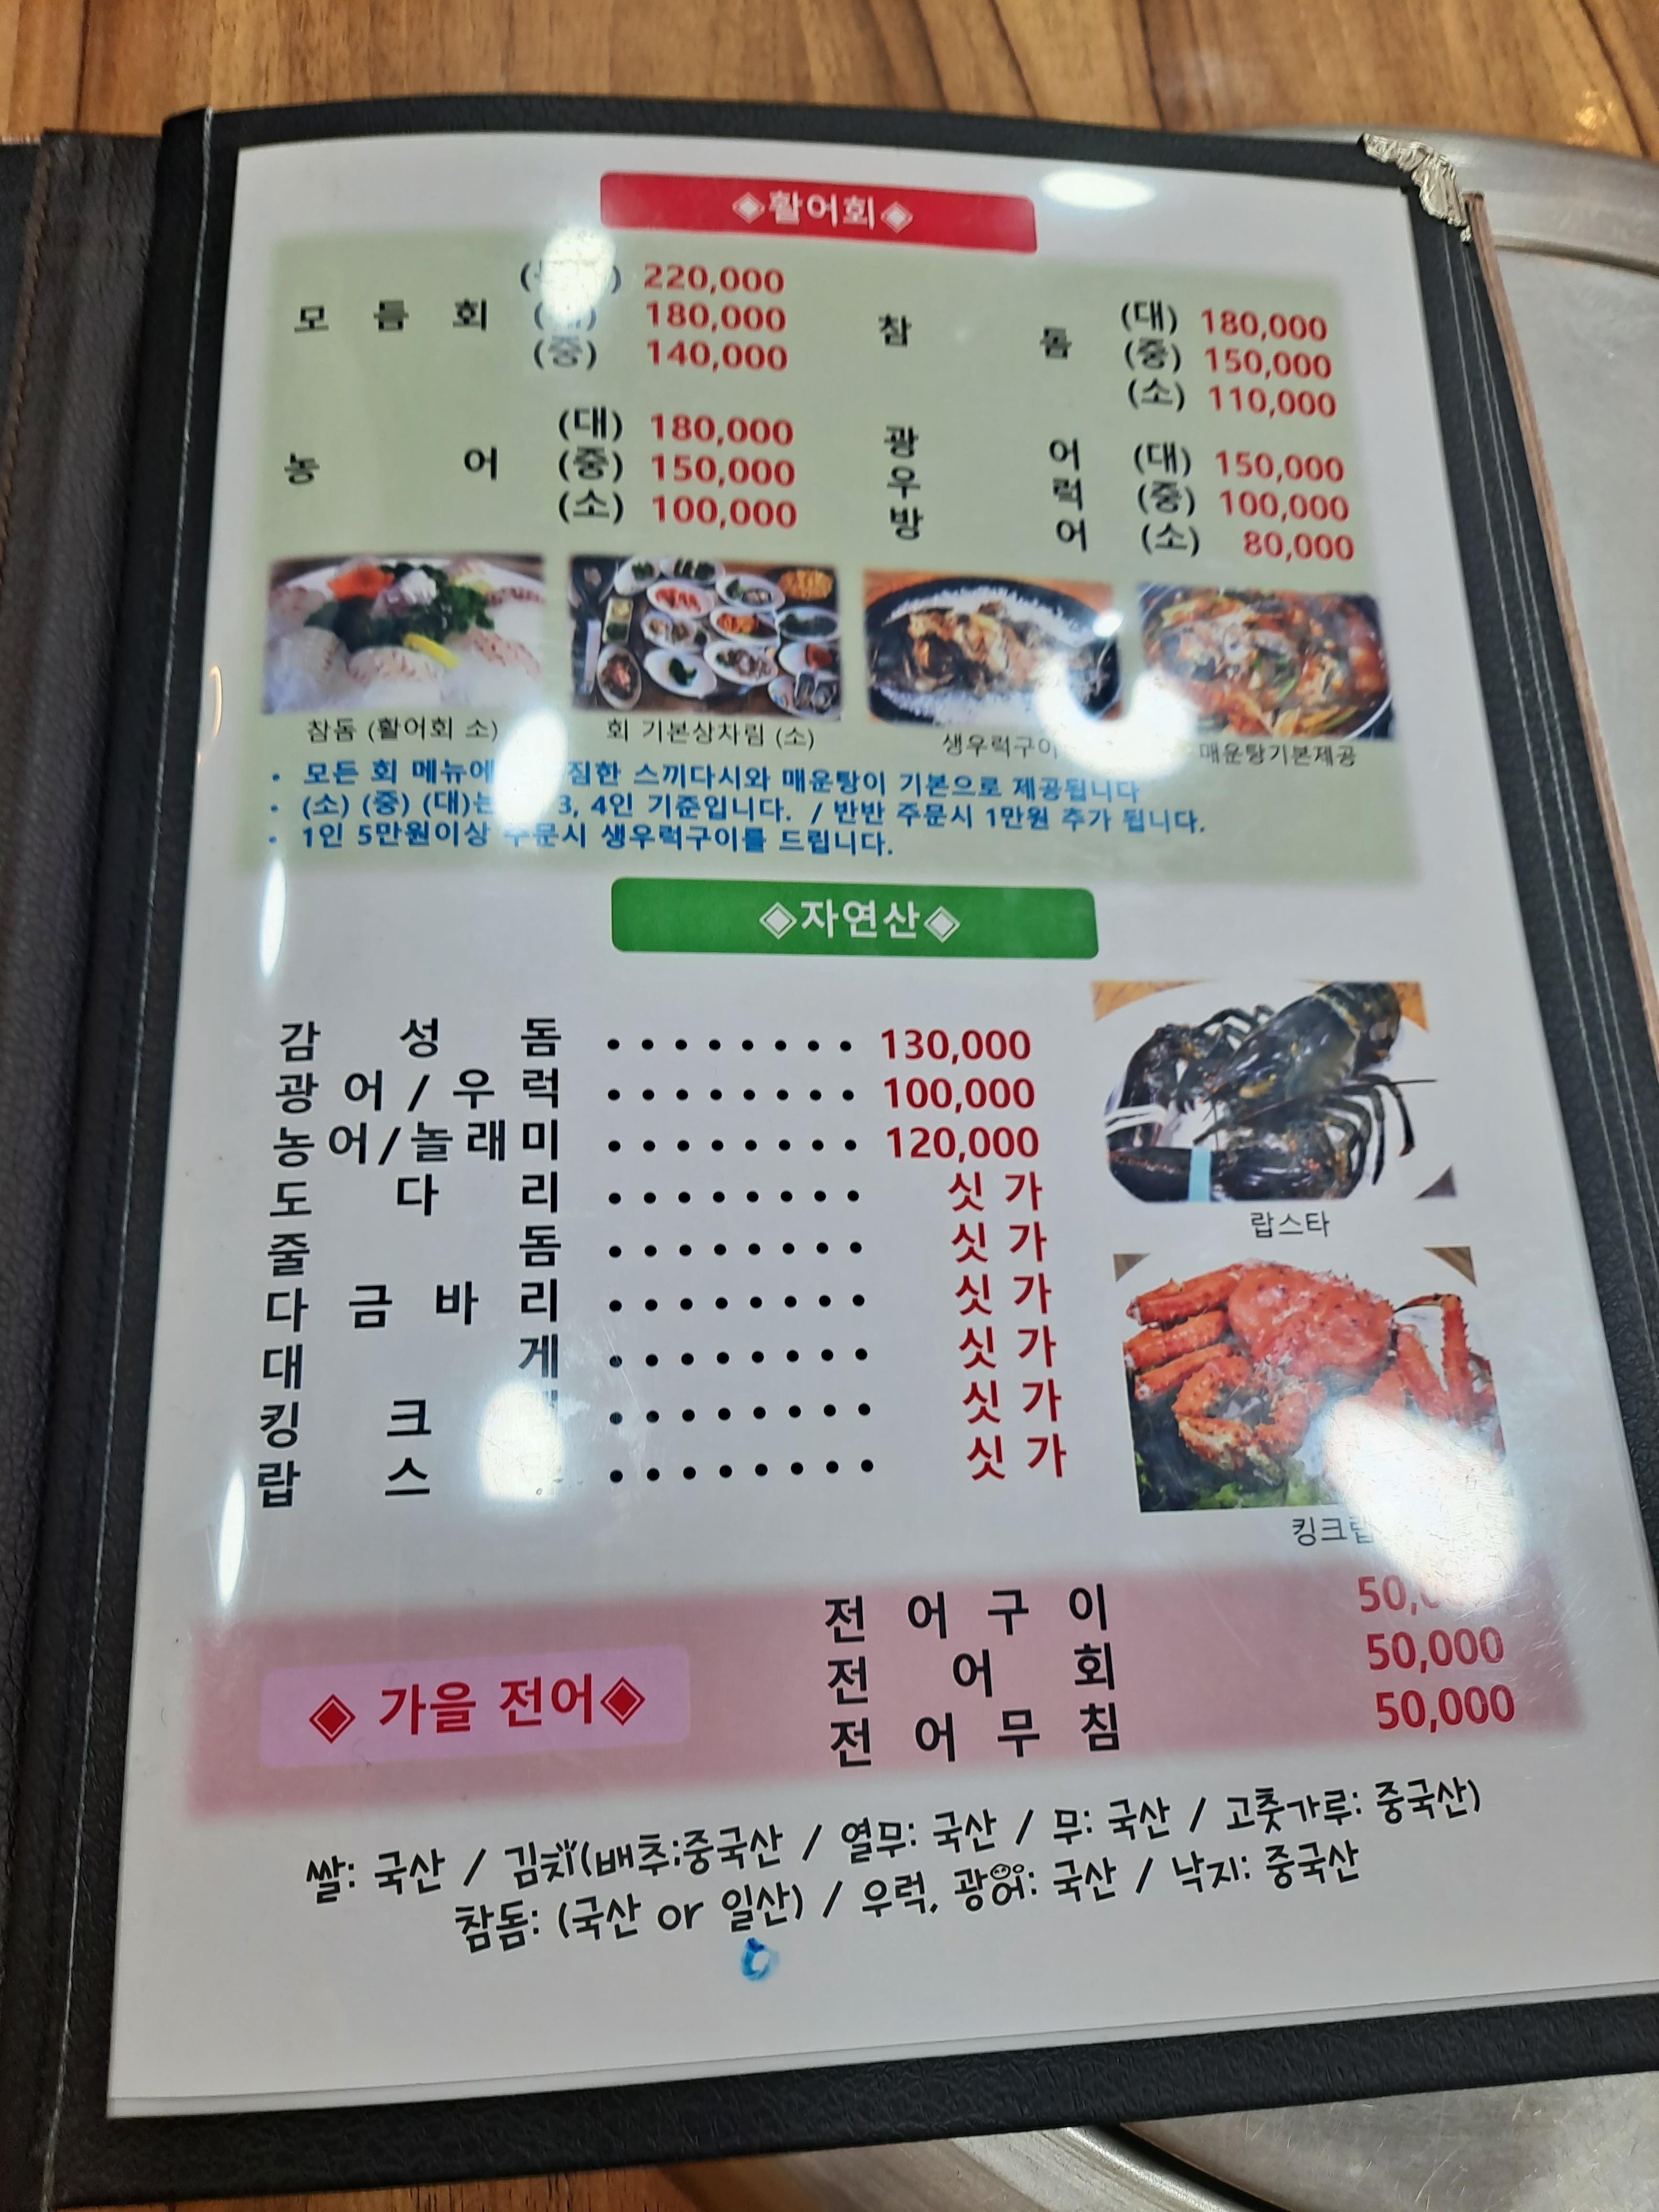 ◈활어회◈
220,000
모 듬 회 180,000
(중) 140,000
참 돔 (대) 180,000
(중) 150,000
(소) 110,000
농 어 (대) 180,000
(중) 150,000
(소) 100,000
광 어 (대) 150,000
우 럭 (중) 100,000
방 어 (소) 80,000
참돔 (활어회 소)
회 기본상차림 (소)
생우럭구이
매운탕기본제공
• 모든 회 메뉴에 스끼다시와 매운탕이 기본으로 제공됩니다
• (소) (중) (대)는 3, 4인 기준입니다. / 반반 주문시 1만원 추가 됩니다.
• 1인 5만원이상 주문시 생우럭구이를 드립니다.
◈자연산◈
감 성 돔 • • • • • • • • 130,000
광 어 / 우 럭 • • • • • • • • 100,000
농 어 / 놀 래 미 • • • • • • • • 120,000
도 다 리 • • • • • • • • 싯 가
줄 돔 • • • • • • • • 싯 가
다 금 바 리 • • • • • • • • 싯 가
대 게 • • • • • • • • 싯 가
킹 크 • • • • • • • • 싯 가
랍 스 • • • • • • • • 싯 가
랍스타
킹크랍
◈ 가을 전어◈
전 어 구 이
전 어 회 50,000
전 어 무 침 50,000
쌀: 국산 / 김치(배추:중국산 / 열무: 국산 / 무: 국산 / 고춧가루: 중국산)
참돔: (국산 or 일산) / 우럭, 광어: 국산 / 낙지: 중국산